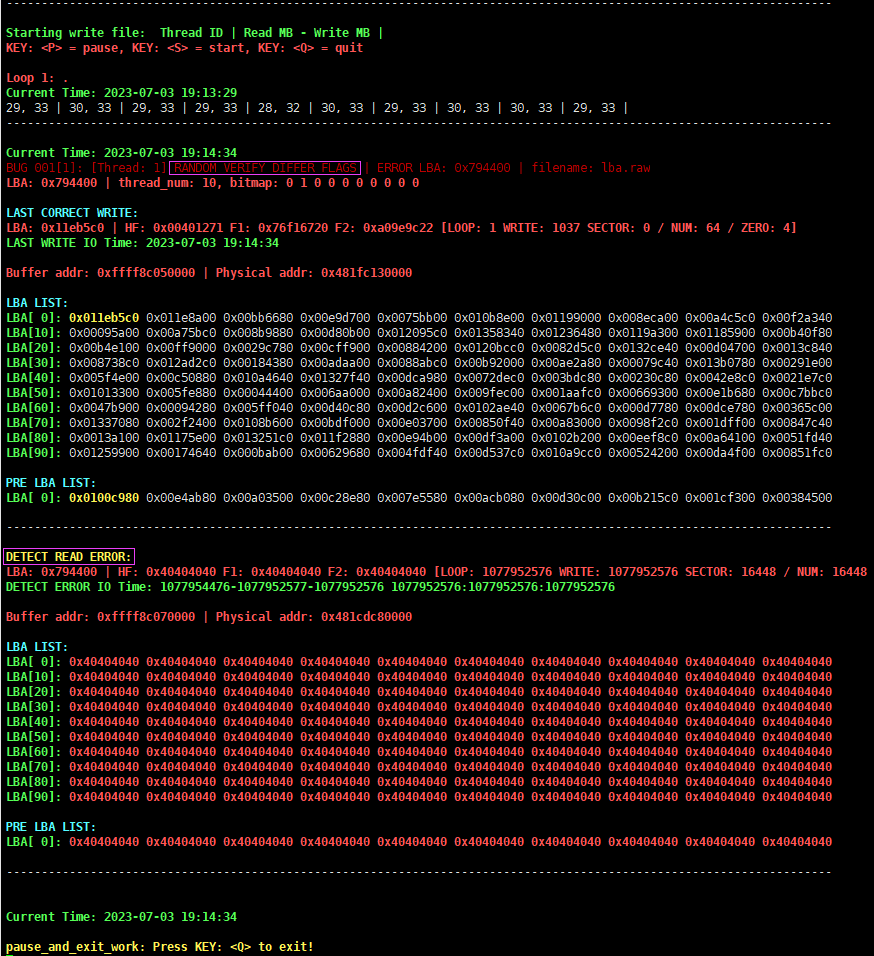 Starting write file:  Thread ID | Read MB - Write MB |
KEY: <P> = pause, KEY: <S> = start, KEY: <Q> = quit
Loop 1: .
Current Time: 2023-07-03 19:13:29
29, 33 | 30, 33 | 29, 33 | 29, 33 | 28, 32 | 30, 33 | 29, 33 | 30, 33 | 30, 33 | 29, 33 |
Current Time: 2023-07-03 19:14:34
BUG 001[1]: [Thread: 1] RANDOM VERIFY DIFFER FLAGS | ERROR LBA: 0x794400 | filename: lba.raw
LBA: 0x794400 | thread_num: 10, bitmap: 0 1 0 0 0 0 0 0 0 0
LAST CORRECT WRITE:
LBA: 0x11eb5c0 | HF: 0x00401271 F1: 0x76f16720 F2: 0xa09e9c22 [LOOP: 1 WRITE: 1037 SECTOR: 0 / NUM: 64 / ZERO: 4]
LAST WRITE IO Time: 2023-07-03 19:14:34
Buffer addr: 0xffff8c050000 | Physical addr: 0x481fc130000
LBA LIST:
LBA[ 0]: 0x011eb5c0 0x011e8a00 0x00bb6680 0x00e9d700 0x0075bb00 0x010b8e00 0x01199000 0x008eca00 0x00a4c5c0 0x00f2a340
LBA[10]: 0x00095a00 0x00a75bc0 0x008b9880 0x00d80b00 0x012095c0 0x01358340 0x01236480 0x0119a300 0x01185900 0x00b40f80
LBA[20]: 0x00b4e100 0x00ff9000 0x0029c780 0x00cff900 0x00884200 0x0120bcc0 0x0082d5c0 0x0132ce40 0x00d04700 0x0013c840
LBA[30]: 0x008738c0 0x012ad2c0 0x00184380 0x00adaa00 0x0088abc0 0x00b92000 0x00ae2a80 0x00079c40 0x013b0780 0x00291e00
LBA[40]: 0x005f4e00 0x00c50880 0x010a4640 0x01327f40 0x00dca980 0x0072dec0 0x003bdc80 0x00230c80 0x0042e8c0 0x0021e7c0
LBA[50]: 0x01013300 0x005fe880 0x00044400 0x006aa000 0x00a82400 0x009fec00 0x001aafc0 0x00669300 0x00e1b680 0x00c7bbc0
LBA[60]: 0x0047b900 0x00094280 0x005ff040 0x00d40c80 0x00d2c600 0x0102ae40 0x0067b6c0 0x000d7780 0x00dce780 0x00365c00
LBA[70]: 0x01337080 0x002f2400 0x0108b600 0x00bdf000 0x00e03700 0x00850f40 0x00a83000 0x0098f2c0 0x001dff00 0x00847c40
LBA[80]: 0x0013a100 0x01175e00 0x013251c0 0x011f2880 0x00e94b00 0x00df3a00 0x0102b200 0x00eef8c0 0x00a64100 0x0051fd40
LBA[90]: 0x01259900 0x00174640 0x000bab00 0x00629680 0x004fdf40 0x00d537c0 0x010a9cc0 0x00524200 0x00da4f00 0x00851fc0
PRE LBA LIST:
LBA[ 0]: 0x0100c980 0x00e4ab80 0x00a03500 0x00c28e80 0x007e5580 0x00acb080 0x00d30c00 0x00b215c0 0x001cf300 0x00384500
DETECT READ ERROR:
LBA: 0x794400 | HF: 0x40404040 F1: 0x40404040 F2: 0x40404040 [LOOP: 1077952576 WRITE: 1077952576 SECTOR: 16448 / NUM: 16448
DETECT ERROR IO Time: 1077954476-1077952577-1077952576 1077952576:1077952576:1077952576
Buffer addr: 0xffff8c070000 | Physical addr: 0x481cdc80000
LBA LIST:
LBA[ 0]: 0x40404040 0x40404040 0x40404040 0x40404040 0x40404040 0x40404040 0x40404040 0x40404040 0x40404040 0x40404040
LBA[10]: 0x40404040 0x40404040 0x40404040 0x40404040 0x40404040 0x40404040 0x40404040 0x40404040 0x40404040 0x40404040
LBA[20]: 0x40404040 0x40404040 0x40404040 0x40404040 0x40404040 0x40404040 0x40404040 0x40404040 0x40404040 0x40404040
LBA[30]: 0x40404040 0x40404040 0x40404040 0x40404040 0x40404040 0x40404040 0x40404040 0x40404040 0x40404040 0x40404040
LBA[40]: 0x40404040 0x40404040 0x40404040 0x40404040 0x40404040 0x40404040 0x40404040 0x40404040 0x40404040 0x40404040
LBA[50]: 0x40404040 0x40404040 0x40404040 0x40404040 0x40404040 0x40404040 0x40404040 0x40404040 0x40404040 0x40404040
LBA[60]: 0x40404040 0x40404040 0x40404040 0x40404040 0x40404040 0x40404040 0x40404040 0x40404040 0x40404040 0x40404040
LBA[70]: 0x40404040 0x40404040 0x40404040 0x40404040 0x40404040 0x40404040 0x40404040 0x40404040 0x40404040 0x40404040
LBA[80]: 0x40404040 0x40404040 0x40404040 0x40404040 0x40404040 0x40404040 0x40404040 0x40404040 0x40404040 0x40404040
LBA[90]: 0x40404040 0x40404040 0x40404040 0x40404040 0x40404040 0x40404040 0x40404040 0x40404040 0x40404040 0x40404040
PRE LBA LIST:
LBA[ 0]: 0x40404040 0x40404040 0x40404040 0x40404040 0x40404040 0x40404040 0x40404040 0x40404040 0x40404040 0x40404040
Current Time: 2023-07-03 19:14:34
pause_and_exit_work: Press KEY: <Q> to exit!